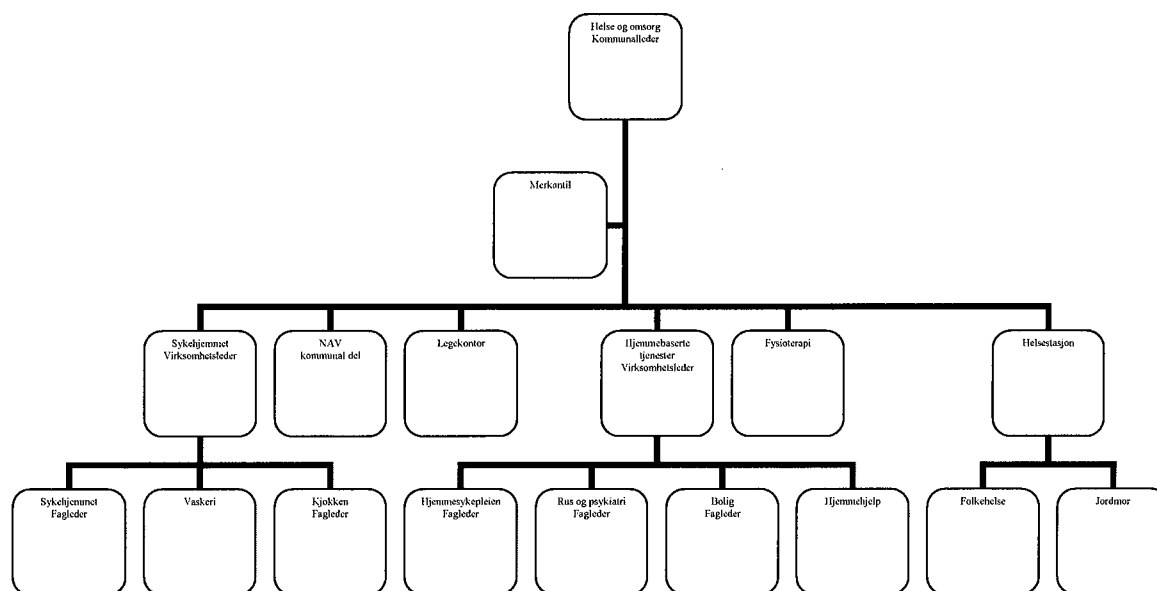 Helse og omsorg
Kommunalleder
Merkantil
Sykehjemmet
Virksomhetsleder
NAV
kommunal del
Legekontor
Hjemmebaserte
tjenester
Virksomhetsleder
Fysioterapi
Helsestasjon
Sykehjemmet
Fagleder
Vaskeri
Kjøkken
Fagleder
Hjemmesykepleien
Fagleder
Rus og psykiatri
Fagleder
Bolig
Fagleder
Hjemmehjelp
Folkehelse
Jordmor